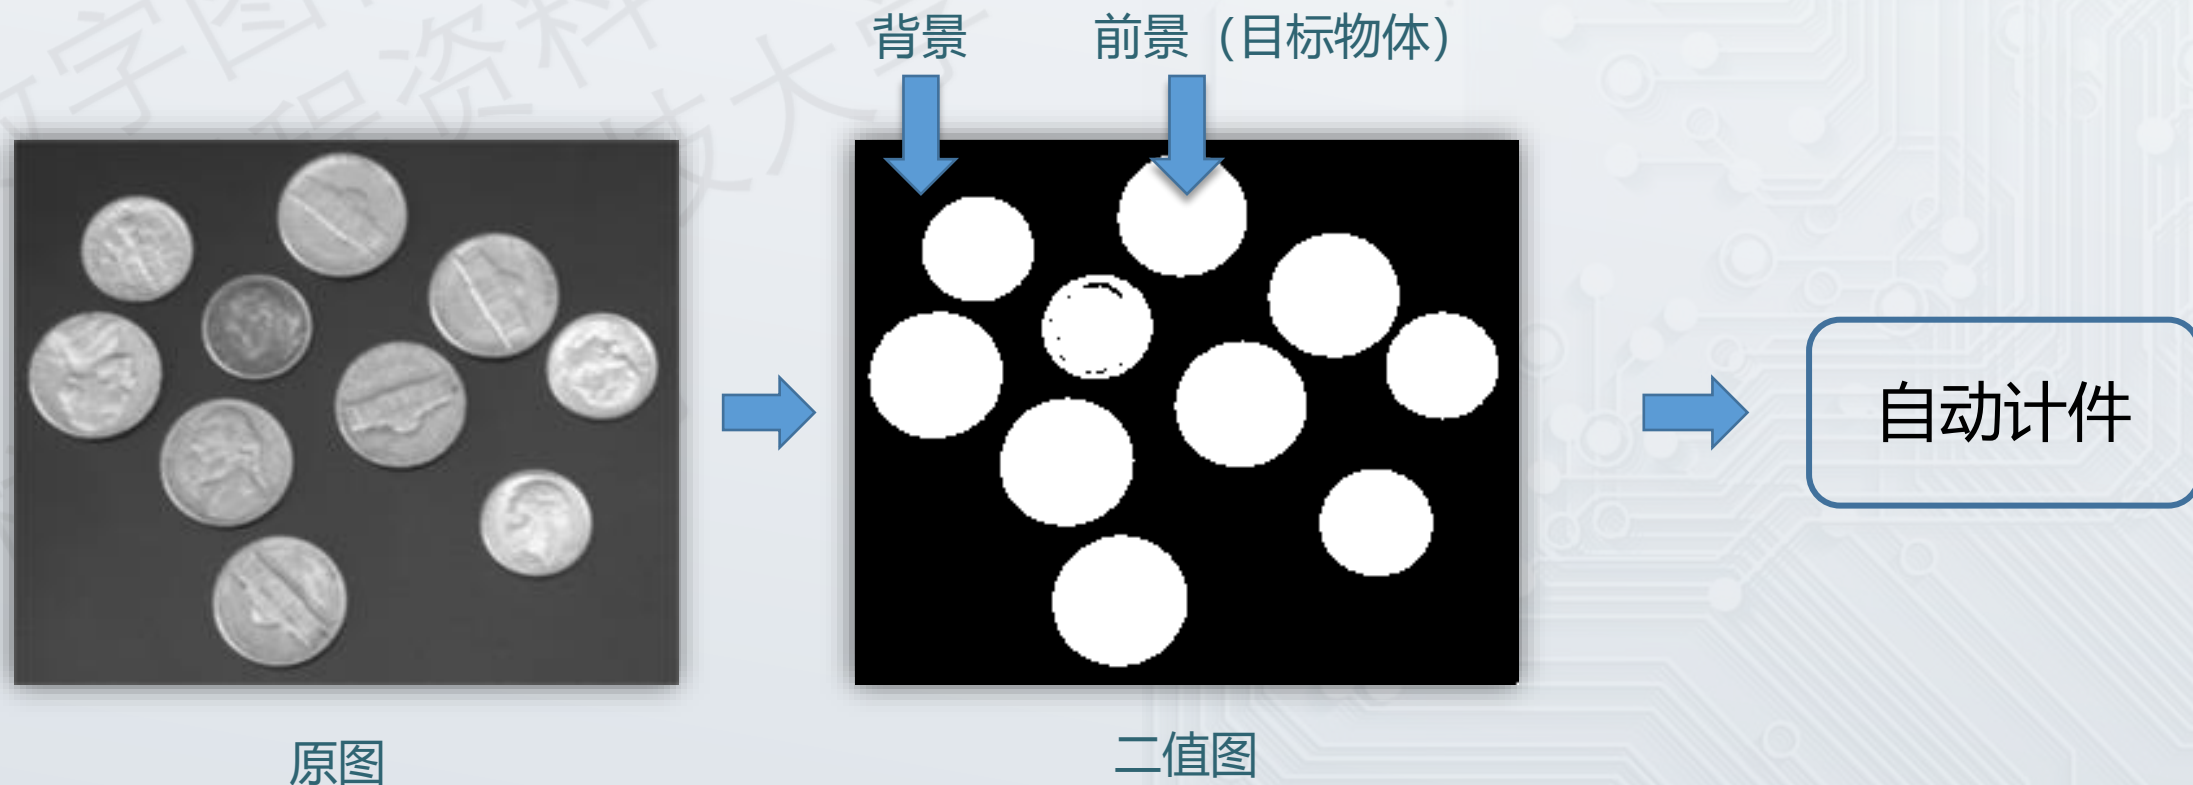 背景
前景（目标物体）
自动计件
原图
二值图